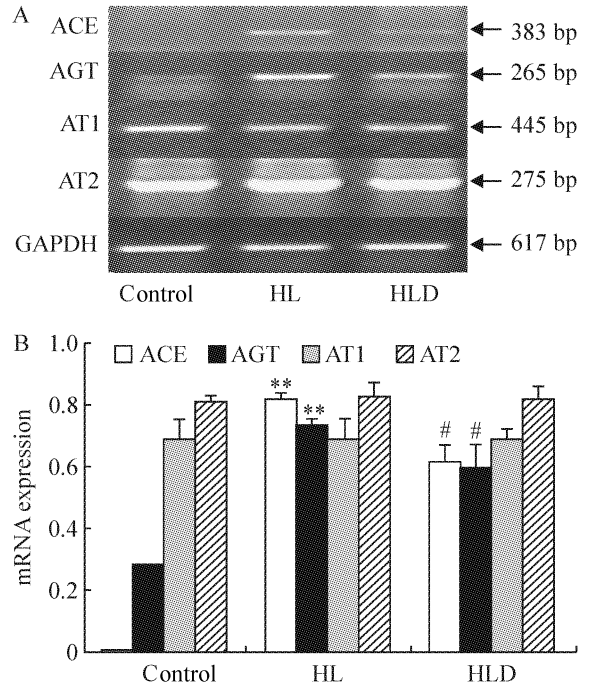 A
ACE 383 bp
AGT 265 bp
AT1 445 bp
AT2 275 bp
GAPDH 617 bp
Control HL HLD
B
ACE AGT AT1 AT2
mRNA expression
1.0
0.8
0.6
0.4
0.2
0
** **
# #
Control HL HLD